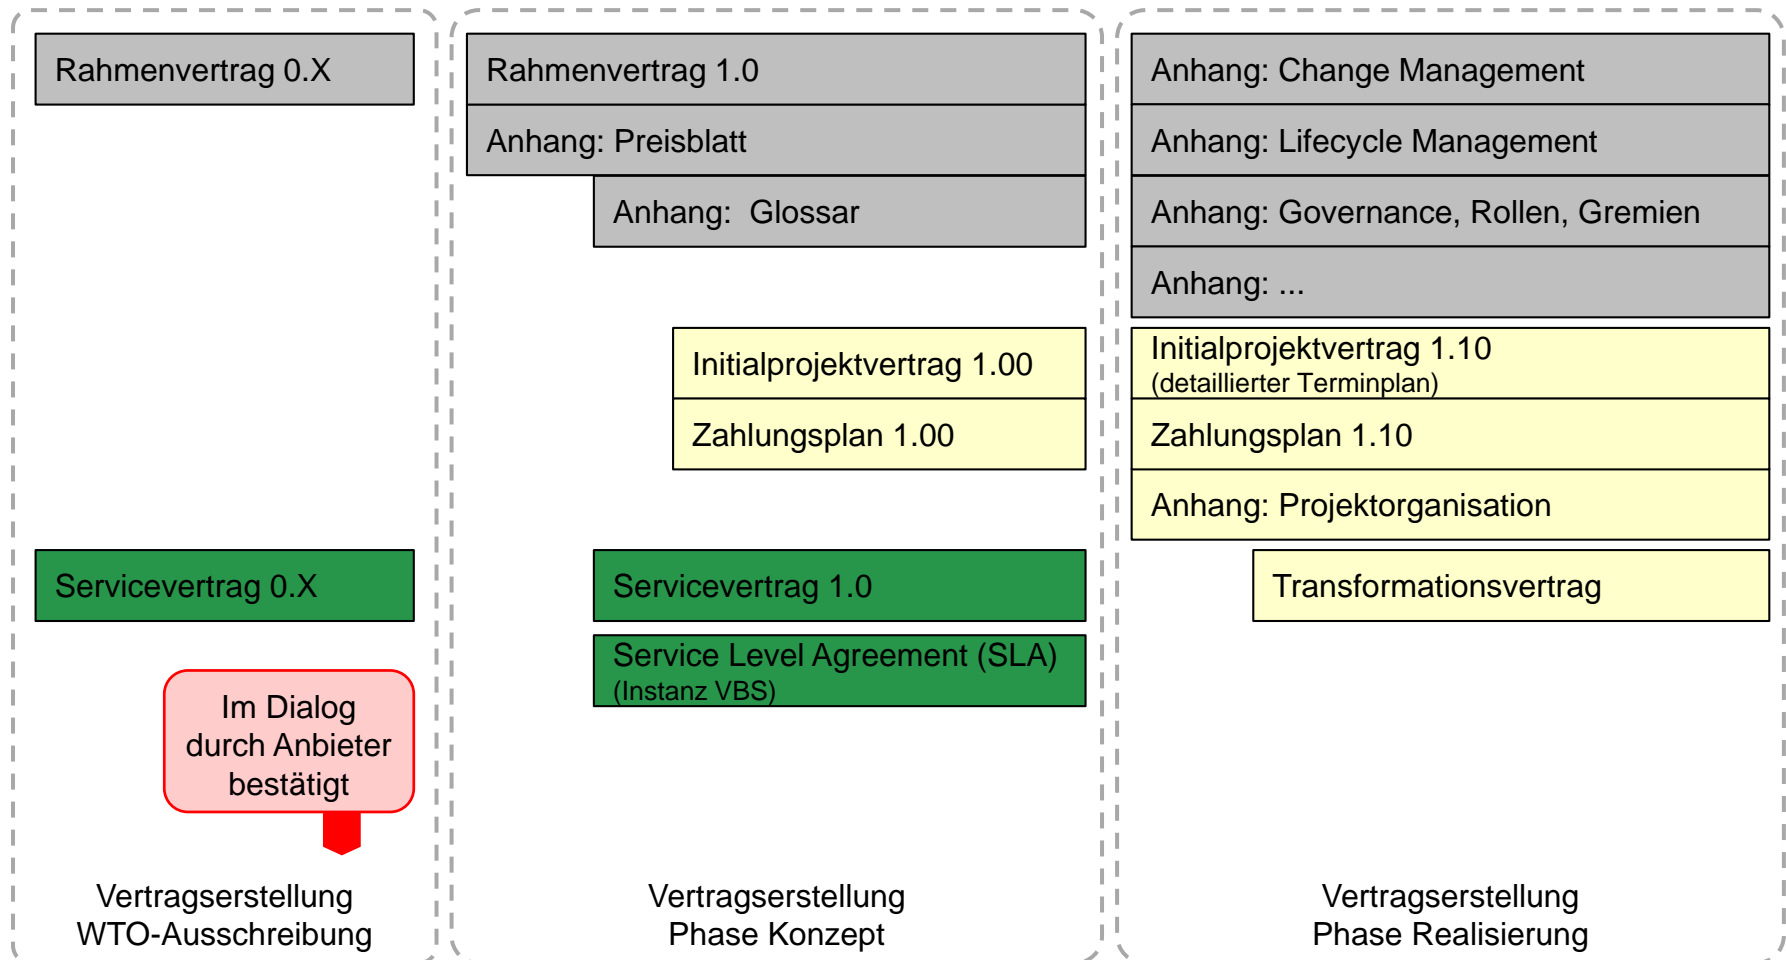 Rahmenvertrag 0.X
Servicevertrag 0.X
Im Dialog
durch Anbieter
bestätigt
Vertragserstellung
WTO-Ausschreibung
Rahmenvertrag 1.0
Anhang: Preisblatt
Anhang:  Glossar
Initialprojektvertrag 1.00
Zahlungsplan 1.00
Servicevertrag 1.0
Service Level Agreement (SLA)
(Instanz VBS)
Vertragserstellung
Phase Konzept
Anhang: Change Management
Anhang: Lifecycle Management
Anhang: Governance, Rollen, Gremien
Anhang: ...
Initialprojektvertrag 1.10
(detaillierter Terminplan)
Zahlungsplan 1.10
Anhang: Projektorganisation
Transformationsvertrag
Vertragserstellung
Phase Realisierung